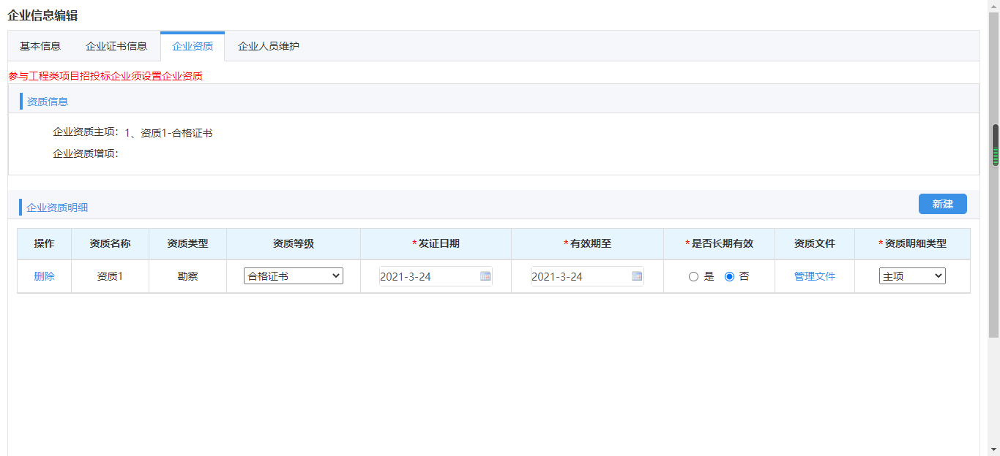 企业信息编辑
基本信息 企业证书信息 企业资质 企业人员维护
参与工程类项目招投标企业须设置企业资质
资质信息
企业资质主项： 1、资质1-合格证书
企业资质增项：
企业资质明细 新建
操作 资质名称 资质类型 资质等级 *发证日期 *有效期至 *是否长期有效 资质文件 *资质明细类型
删除 资质1 勘察 合格证书 2021-3-24 2021-3-24 是 否 管理文件 主项